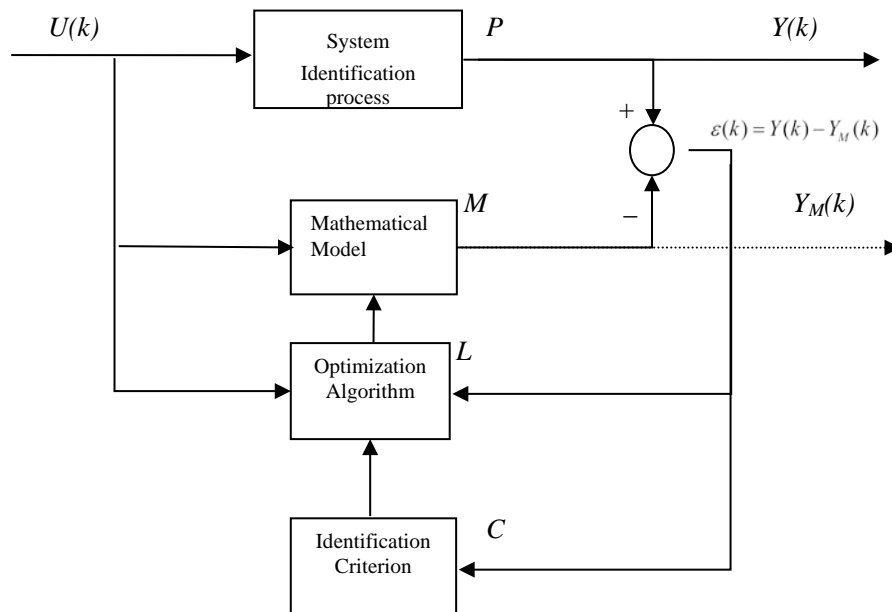 U(k)
System
Identification
process
P
Y(k)
+
ε(k) = Y(k) − Y_M(k)
−
Mathematical
Model
M
Y_M(k)
Optimization
Algorithm
L
Identification
Criterion
C